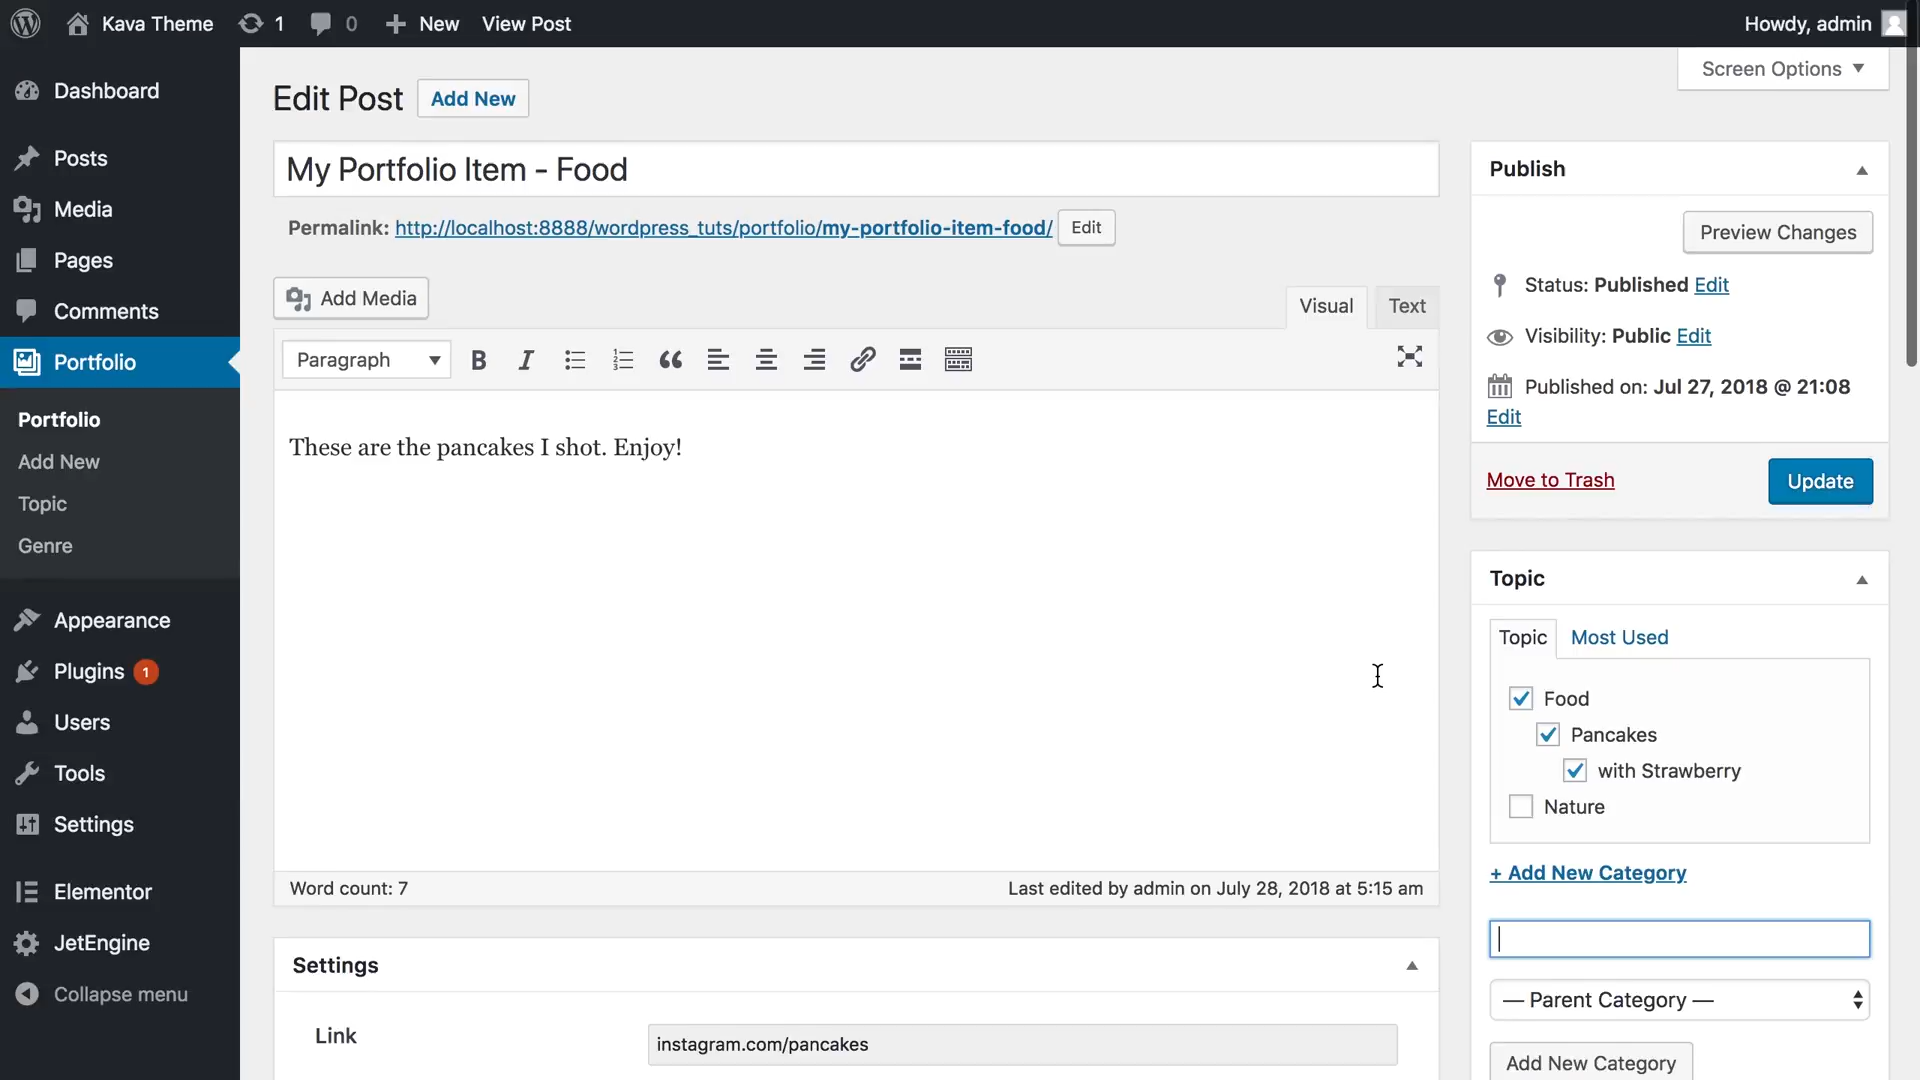 Kava Theme 1 0 New View Post Howdy, admin
Dashboard
Posts
Media
Pages
Comments
Portfolio
Portfolio
Add New
Topic
Genre
Appearance
Plugins 1
Users
Tools
Settings
Elementor
JetEngine
Collapse menu
Screen Options
Edit Post Add New
My Portfolio Item - Food
Permalink: http://localhost:8888/wordpress_tuts/portfolio/my-portfolio-item-food/ Edit
Add Media
Visual Text
Paragraph B I
These are the pancakes I shot. Enjoy!
Word count: 7 Last edited by admin on July 28, 2018 at 5:15 am
Settings
Link instagram.com/pancakes
Publish
Preview Changes
Status: Published Edit
Visibility: Public Edit
Published on: Jul 27, 2018 @ 21:08
Edit
Move to Trash Update
Topic
Topic Most Used
Food
Pancakes
with Strawberry
Nature
+ Add New Category
— Parent Category —
Add New Category